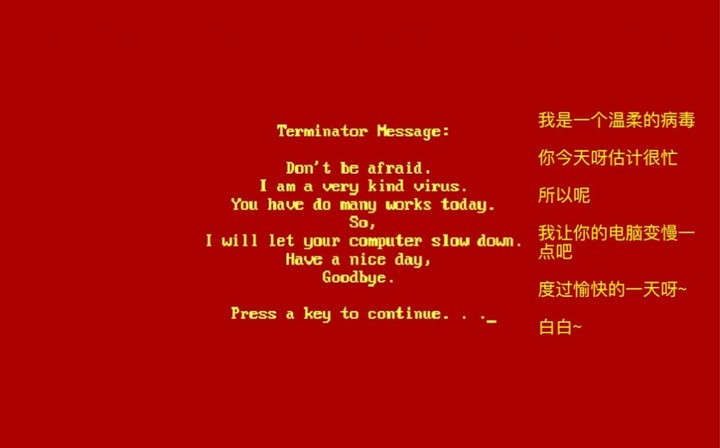 Terminator Message:
Don't be afraid.
I am a very kind virus.
You have do many works today.
So,
I will let your computer slow down.
Have a nice day,
Goodbye.
Press a key to continue. . ._
我是一个温柔的病毒
你今天呀估计很忙
所以呢
我让你的电脑变慢一
点吧
度过愉快的一天呀~
白白~